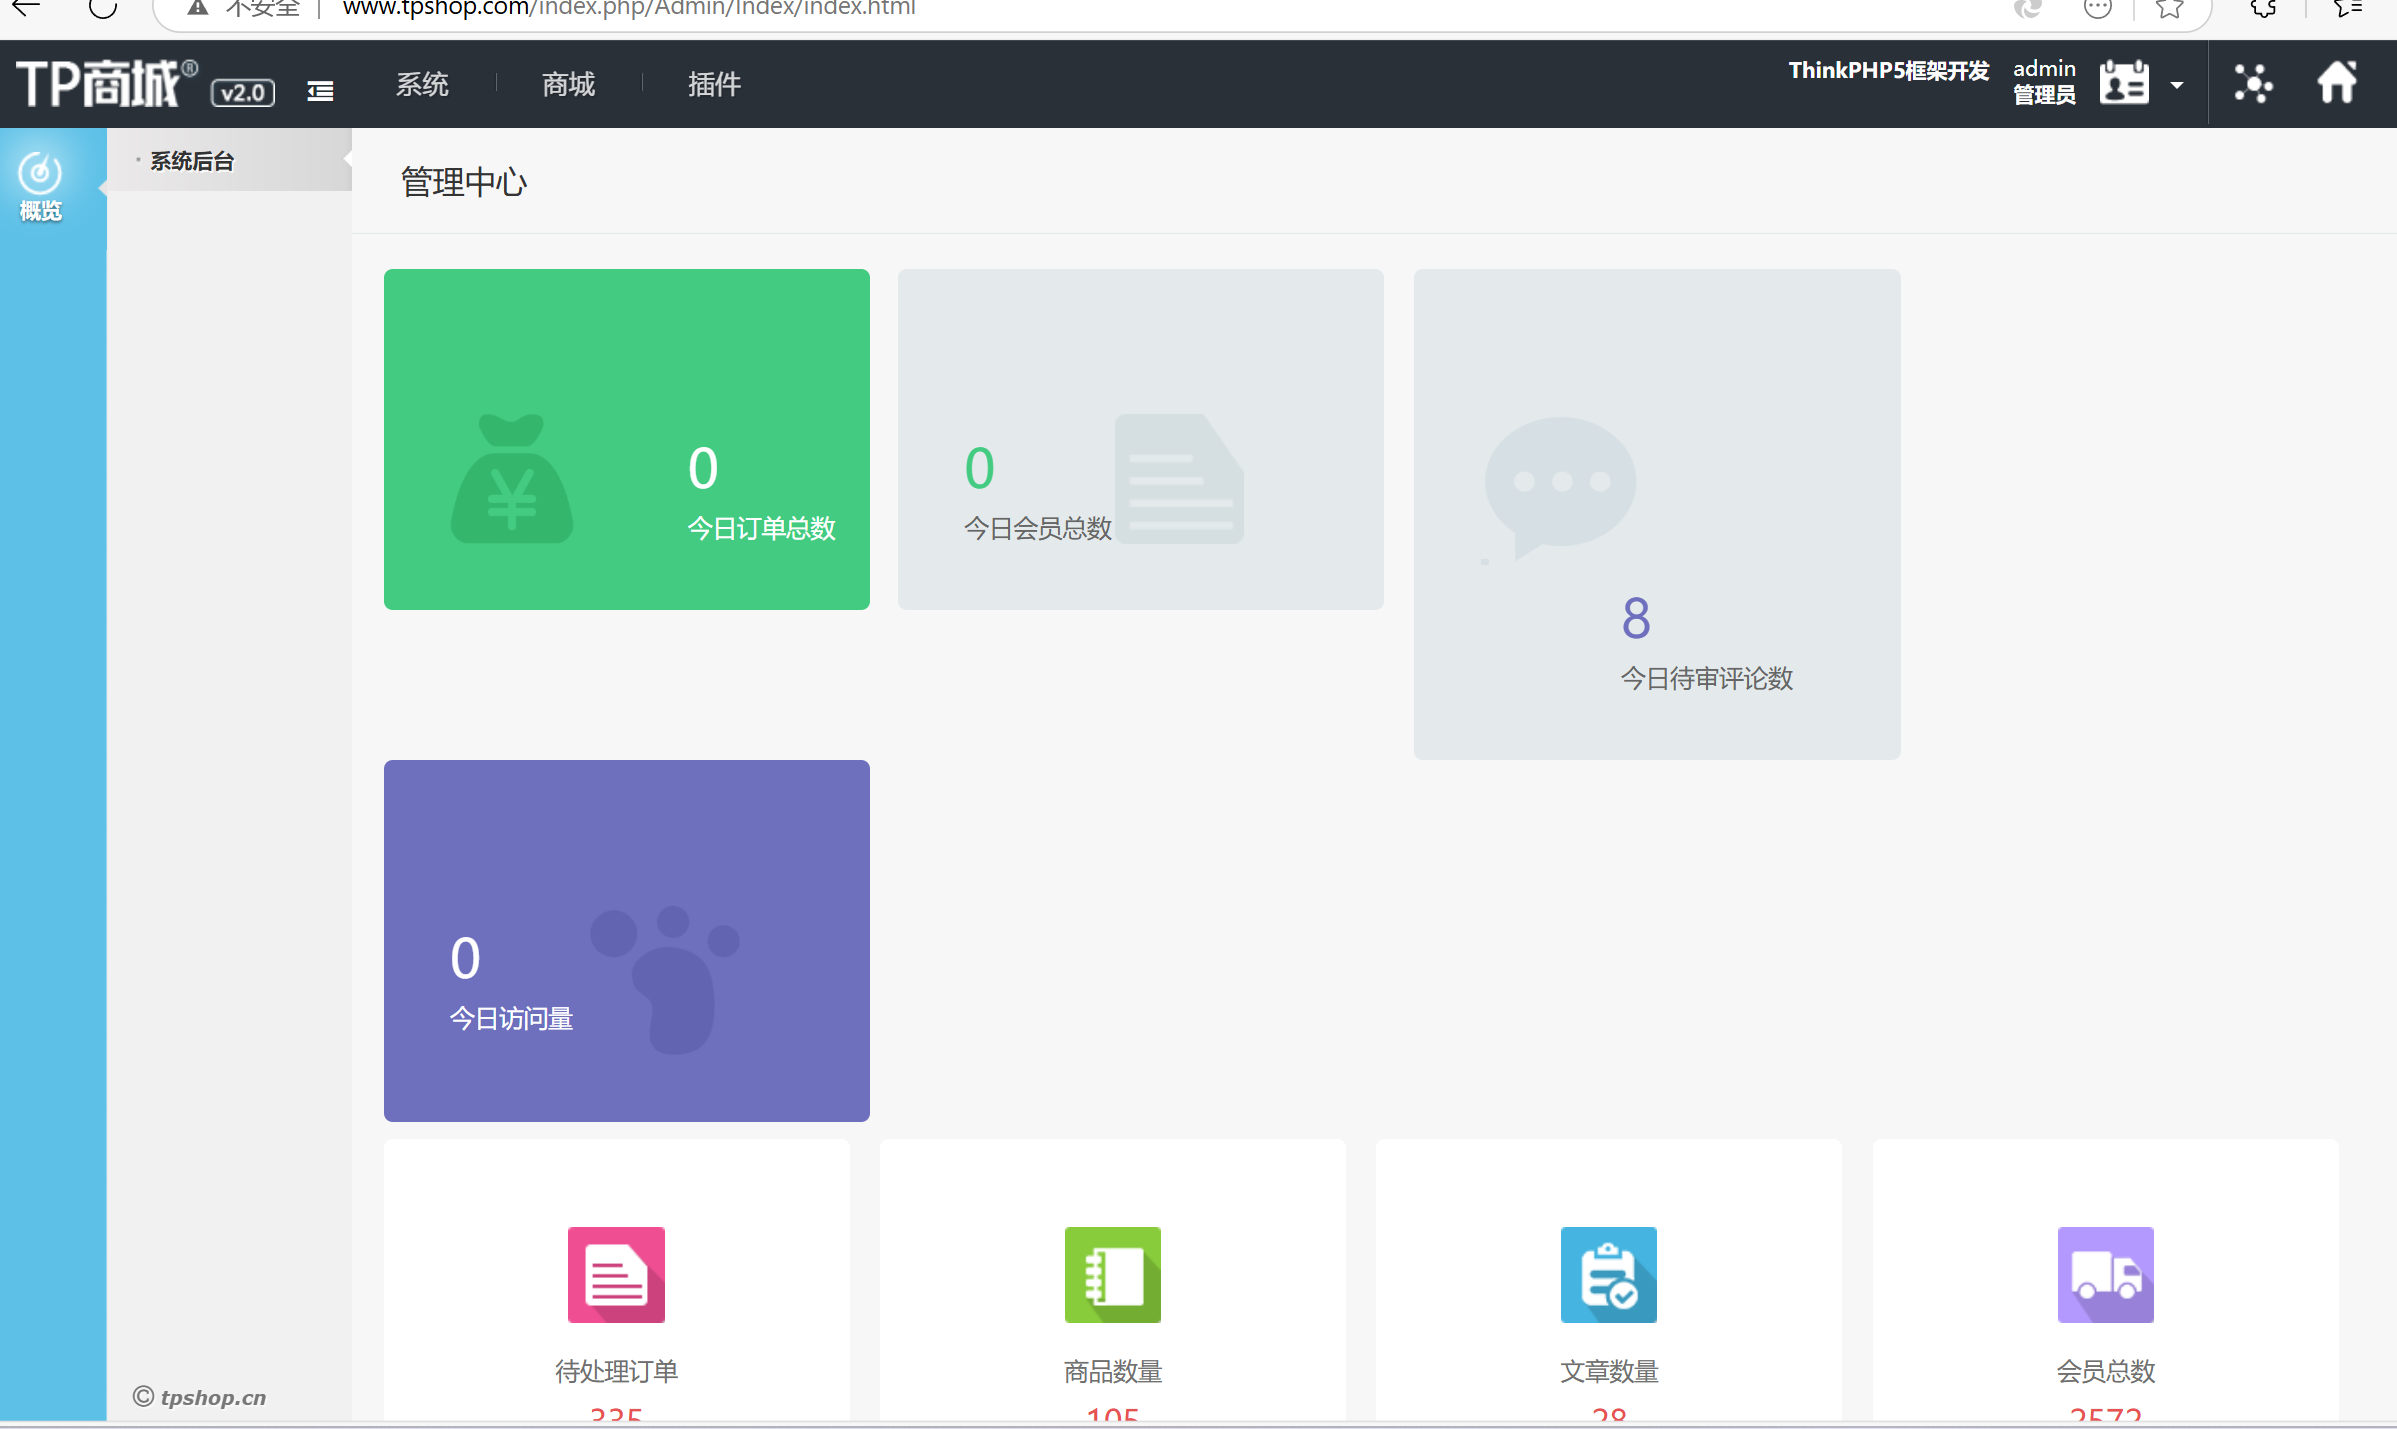 不安全 www.tpshop.com/index.php/Admin/Index/index.html
TP商城® v2.0 系统 商城 插件 ThinkPHP5框架开发 admin
管理员
概览
系统后台
管理中心
¥
0
今日订单总数
0
今日会员总数
8
今日待审评论数
0
今日访问量
待处理订单 商品数量 文章数量 会员总数
335 105 28 2572
© tpshop.cn